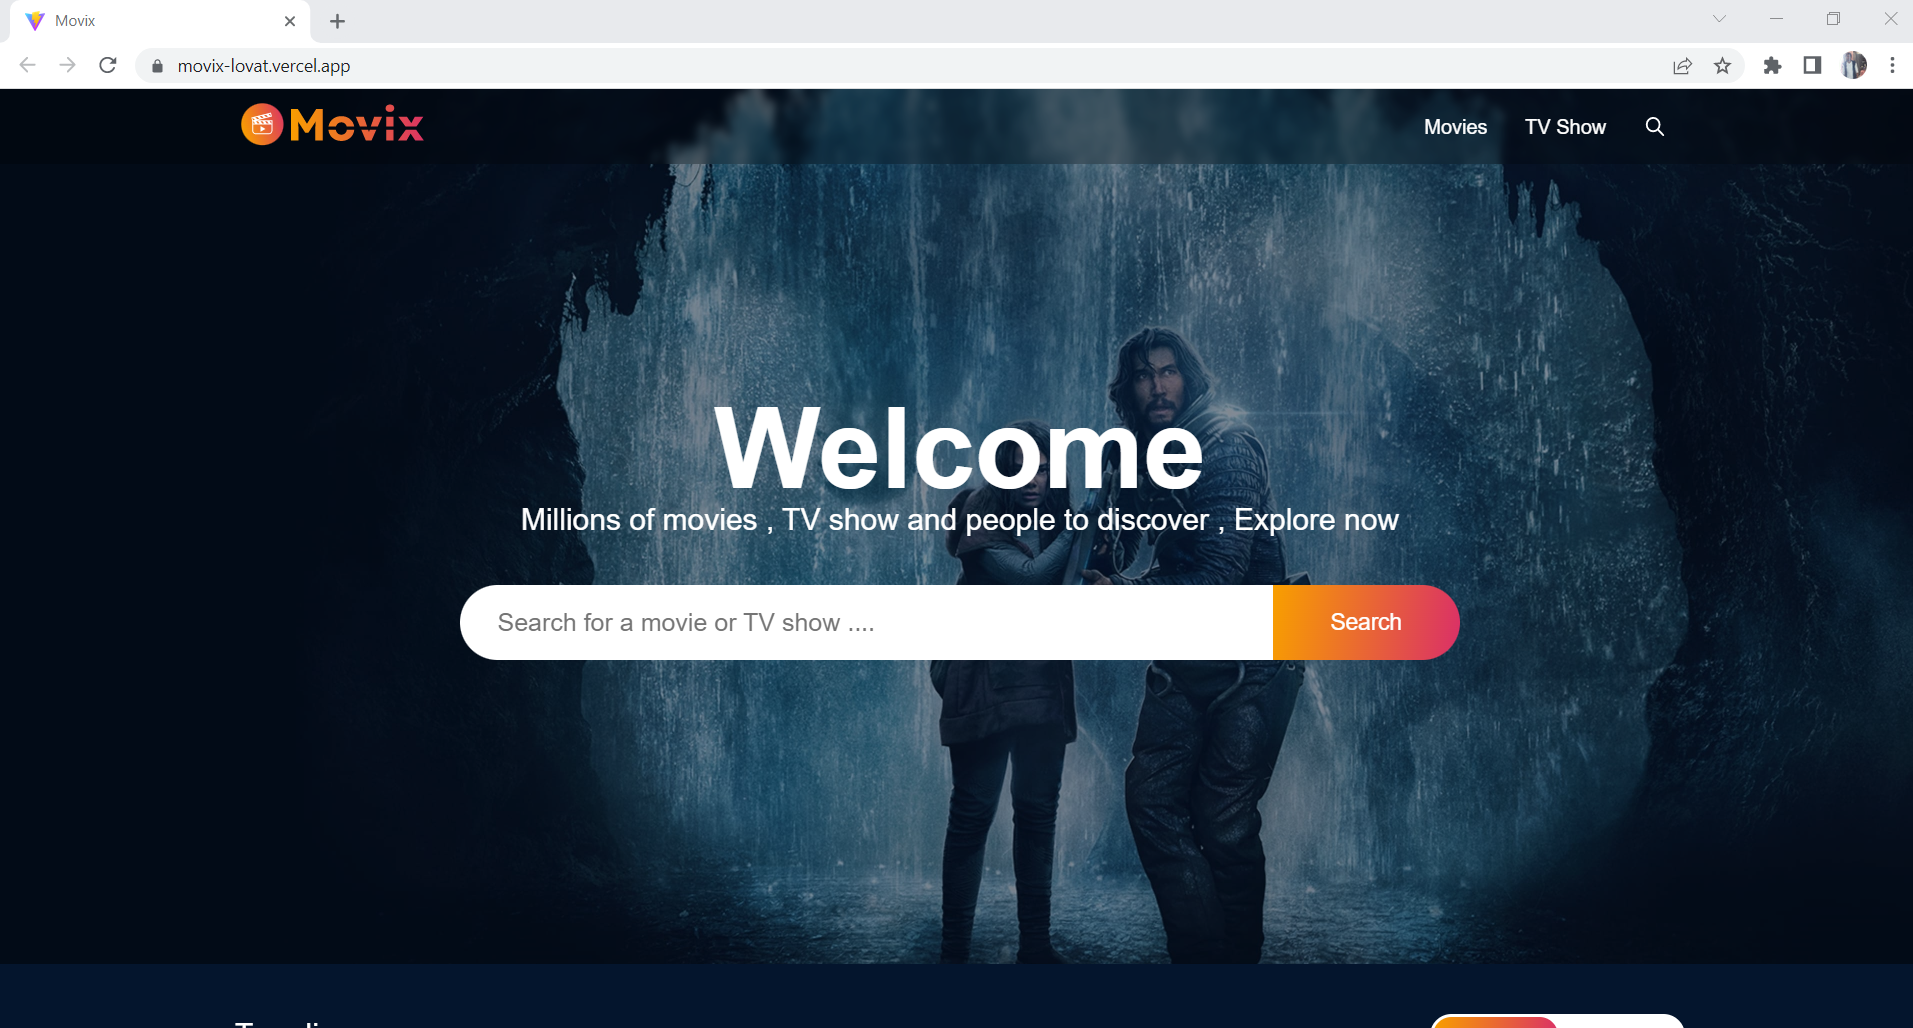 Movix
movix-lovat.vercel.app
Movix
Movies
TV Show
Welcome
Millions of movies , TV show and people to discover , Explore now
Search for a movie or TV show ....
Search